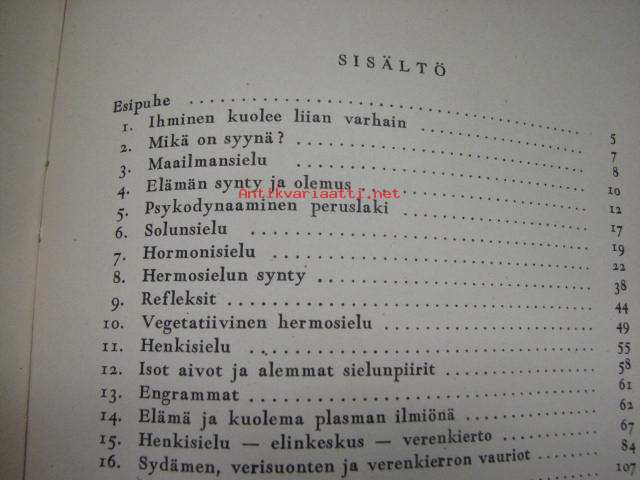 SISÄLTÖ
Esipuhe . . . . . . . . . . . . . . . . . . 5
1. Ihminen kuolee liian varhain . . . . . . . . . . 7
2. Mikä on syynä? . . . . . . . . . . . . . . 8
3. Maailmansielu . . . . . . . . . . . . . . 10
4. Elämän synty ja olemus . . . . . . . . . . . . 12
5. Psykodynaaminen peruslaki . . . . . . . . . . 17
6. Solunsielu . . . . . . . . . . . . . . . . 19
7. Hormonisielu . . . . . . . . . . . . . . 22
8. Hermosielun synty . . . . . . . . . . . . . . 38
9. Refleksit . . . . . . . . . . . . . . . . 44
10. Vegetatiivinen hermosielu . . . . . . . . . . 49
11. Henkisielu . . . . . . . . . . . . . . . . 55
12. Isot aivot ja alemmat sielunpiirit . . . . . . . . 58
13. Engrammat . . . . . . . . . . . . . . . . 61
14. Elämä ja kuolema plasman ilmiönä . . . . . . . . 62
15. Henkisielu — elinkeskus — verenkierto . . . . . . 67
16. Sydämen, verisuonten ja verenkierron vauriot . . . . 84
107
Antikvariaatti.net